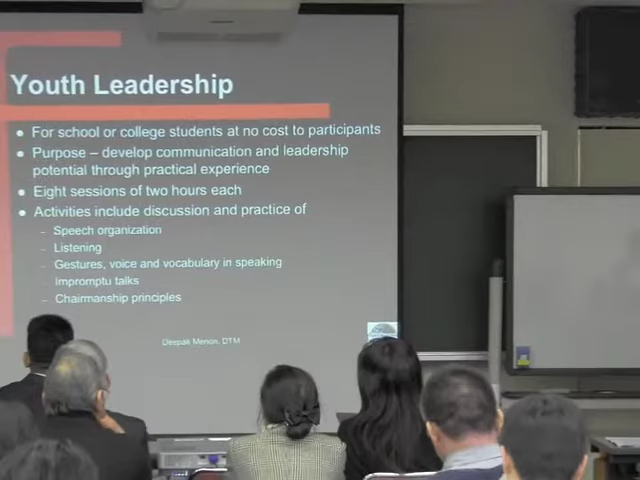 Youth Leadership
● For school or college students at no cost to participants
● Purpose – develop communication and leadership
potential through practical experience
● Eight sessions of two hours each
● Activities include discussion and practice of
– Speech organization
– Listening
– Gestures, voice and vocabulary in speaking
– Impromptu talks
– Chairmanship principles
Deepak Menon, DTM